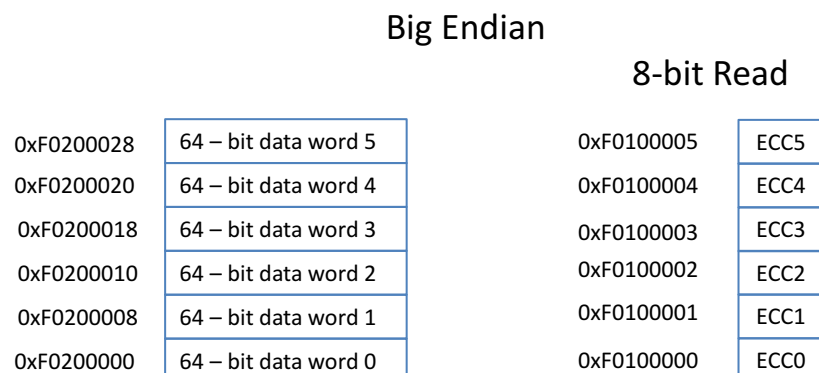 Big Endian
8-bit Read
0xF0200028 64 – bit data word 5 0xF0100005 ECC5
0xF0200020 64 – bit data word 4 0xF0100004 ECC4
0xF0200018 64 – bit data word 3 0xF0100003 ECC3
0xF0200010 64 – bit data word 2 0xF0100002 ECC2
0xF0200008 64 – bit data word 1 0xF0100001 ECC1
0xF0200000 64 – bit data word 0 0xF0100000 ECC0